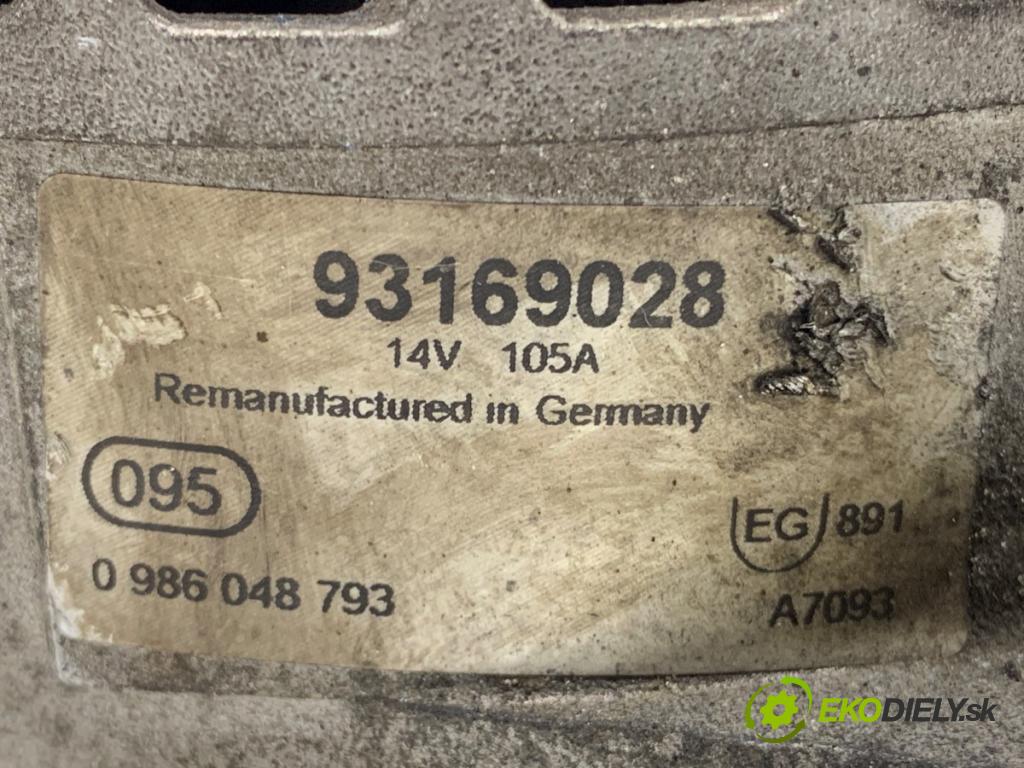 93169028
14V 105A
Remanufactured in Germany
095
EG 891
0 986 048 793
A7093
EKODIELY.sk